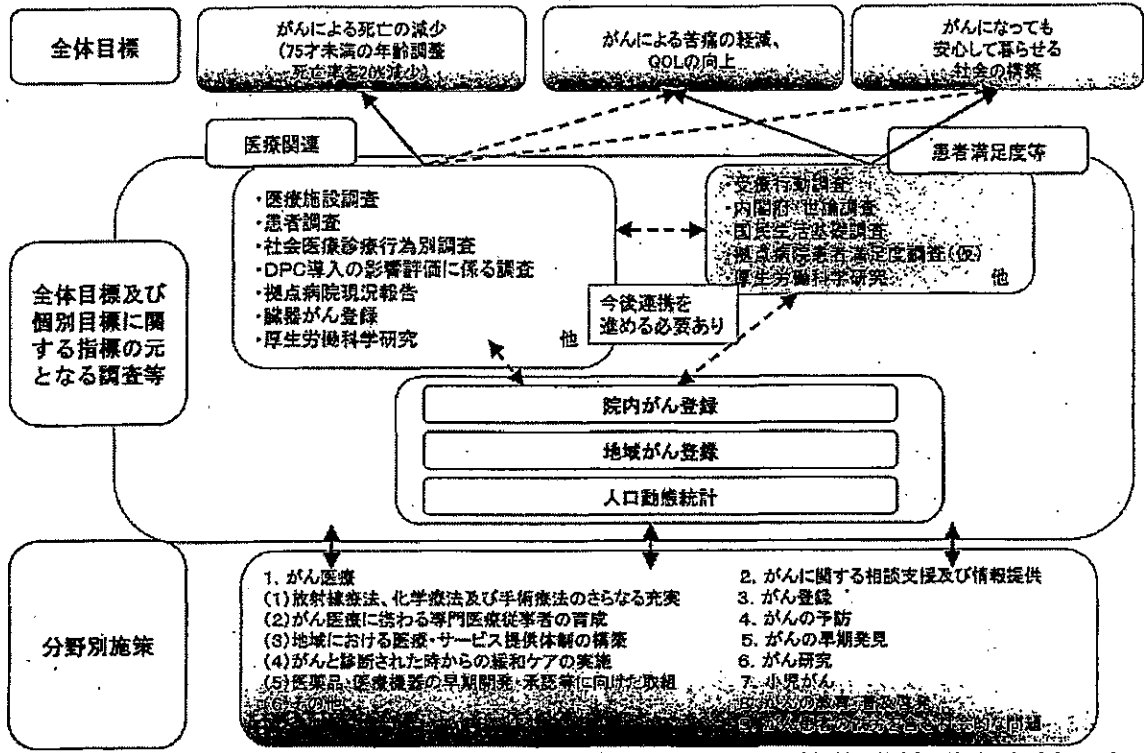 全体目標
がんによる死亡の減少
(75才未満の年齢調整
死亡率を20%減少)
がんによる苦痛の軽減、
QOLの向上
がんになっても
安心して暮らせる
社会の構築
医療関連
患者満足度等
全体目標及び
個別目標に関
する指標の元
となる調査等
・医療施設調査
・患者調査
・社会医療診療行為別調査
・DPC導入の影響評価に係る調査
・拠点病院現況報告
・臓器がん登録
・厚生労働科学研究 他
・受療行動調査
・内閣府 世論調査
・国民生活基礎調査
・拠点病院患者満足度調査(仮)
・厚生労働科学研究 他
今後連携を
進める必要あり
院内がん登録
地域がん登録
人口動態統計
分野別施策
1. がん医療
(1)放射線療法、化学療法及び手術療法のさらなる充実
(2)がん医療に携わる専門医療従事者の育成
(3)地域における医療・サービス提供体制の構築
(4)がんと診断された時からの緩和ケアの実施
(5)医薬品・医療機器の早期開発・承認等に向けた取組
(6)その他
2. がんに関する相談支援及び情報提供
3. がん登録
4. がんの予防
5. がんの早期発見
6. がん研究
7. 小児がん
8. がんの教育・普及啓発